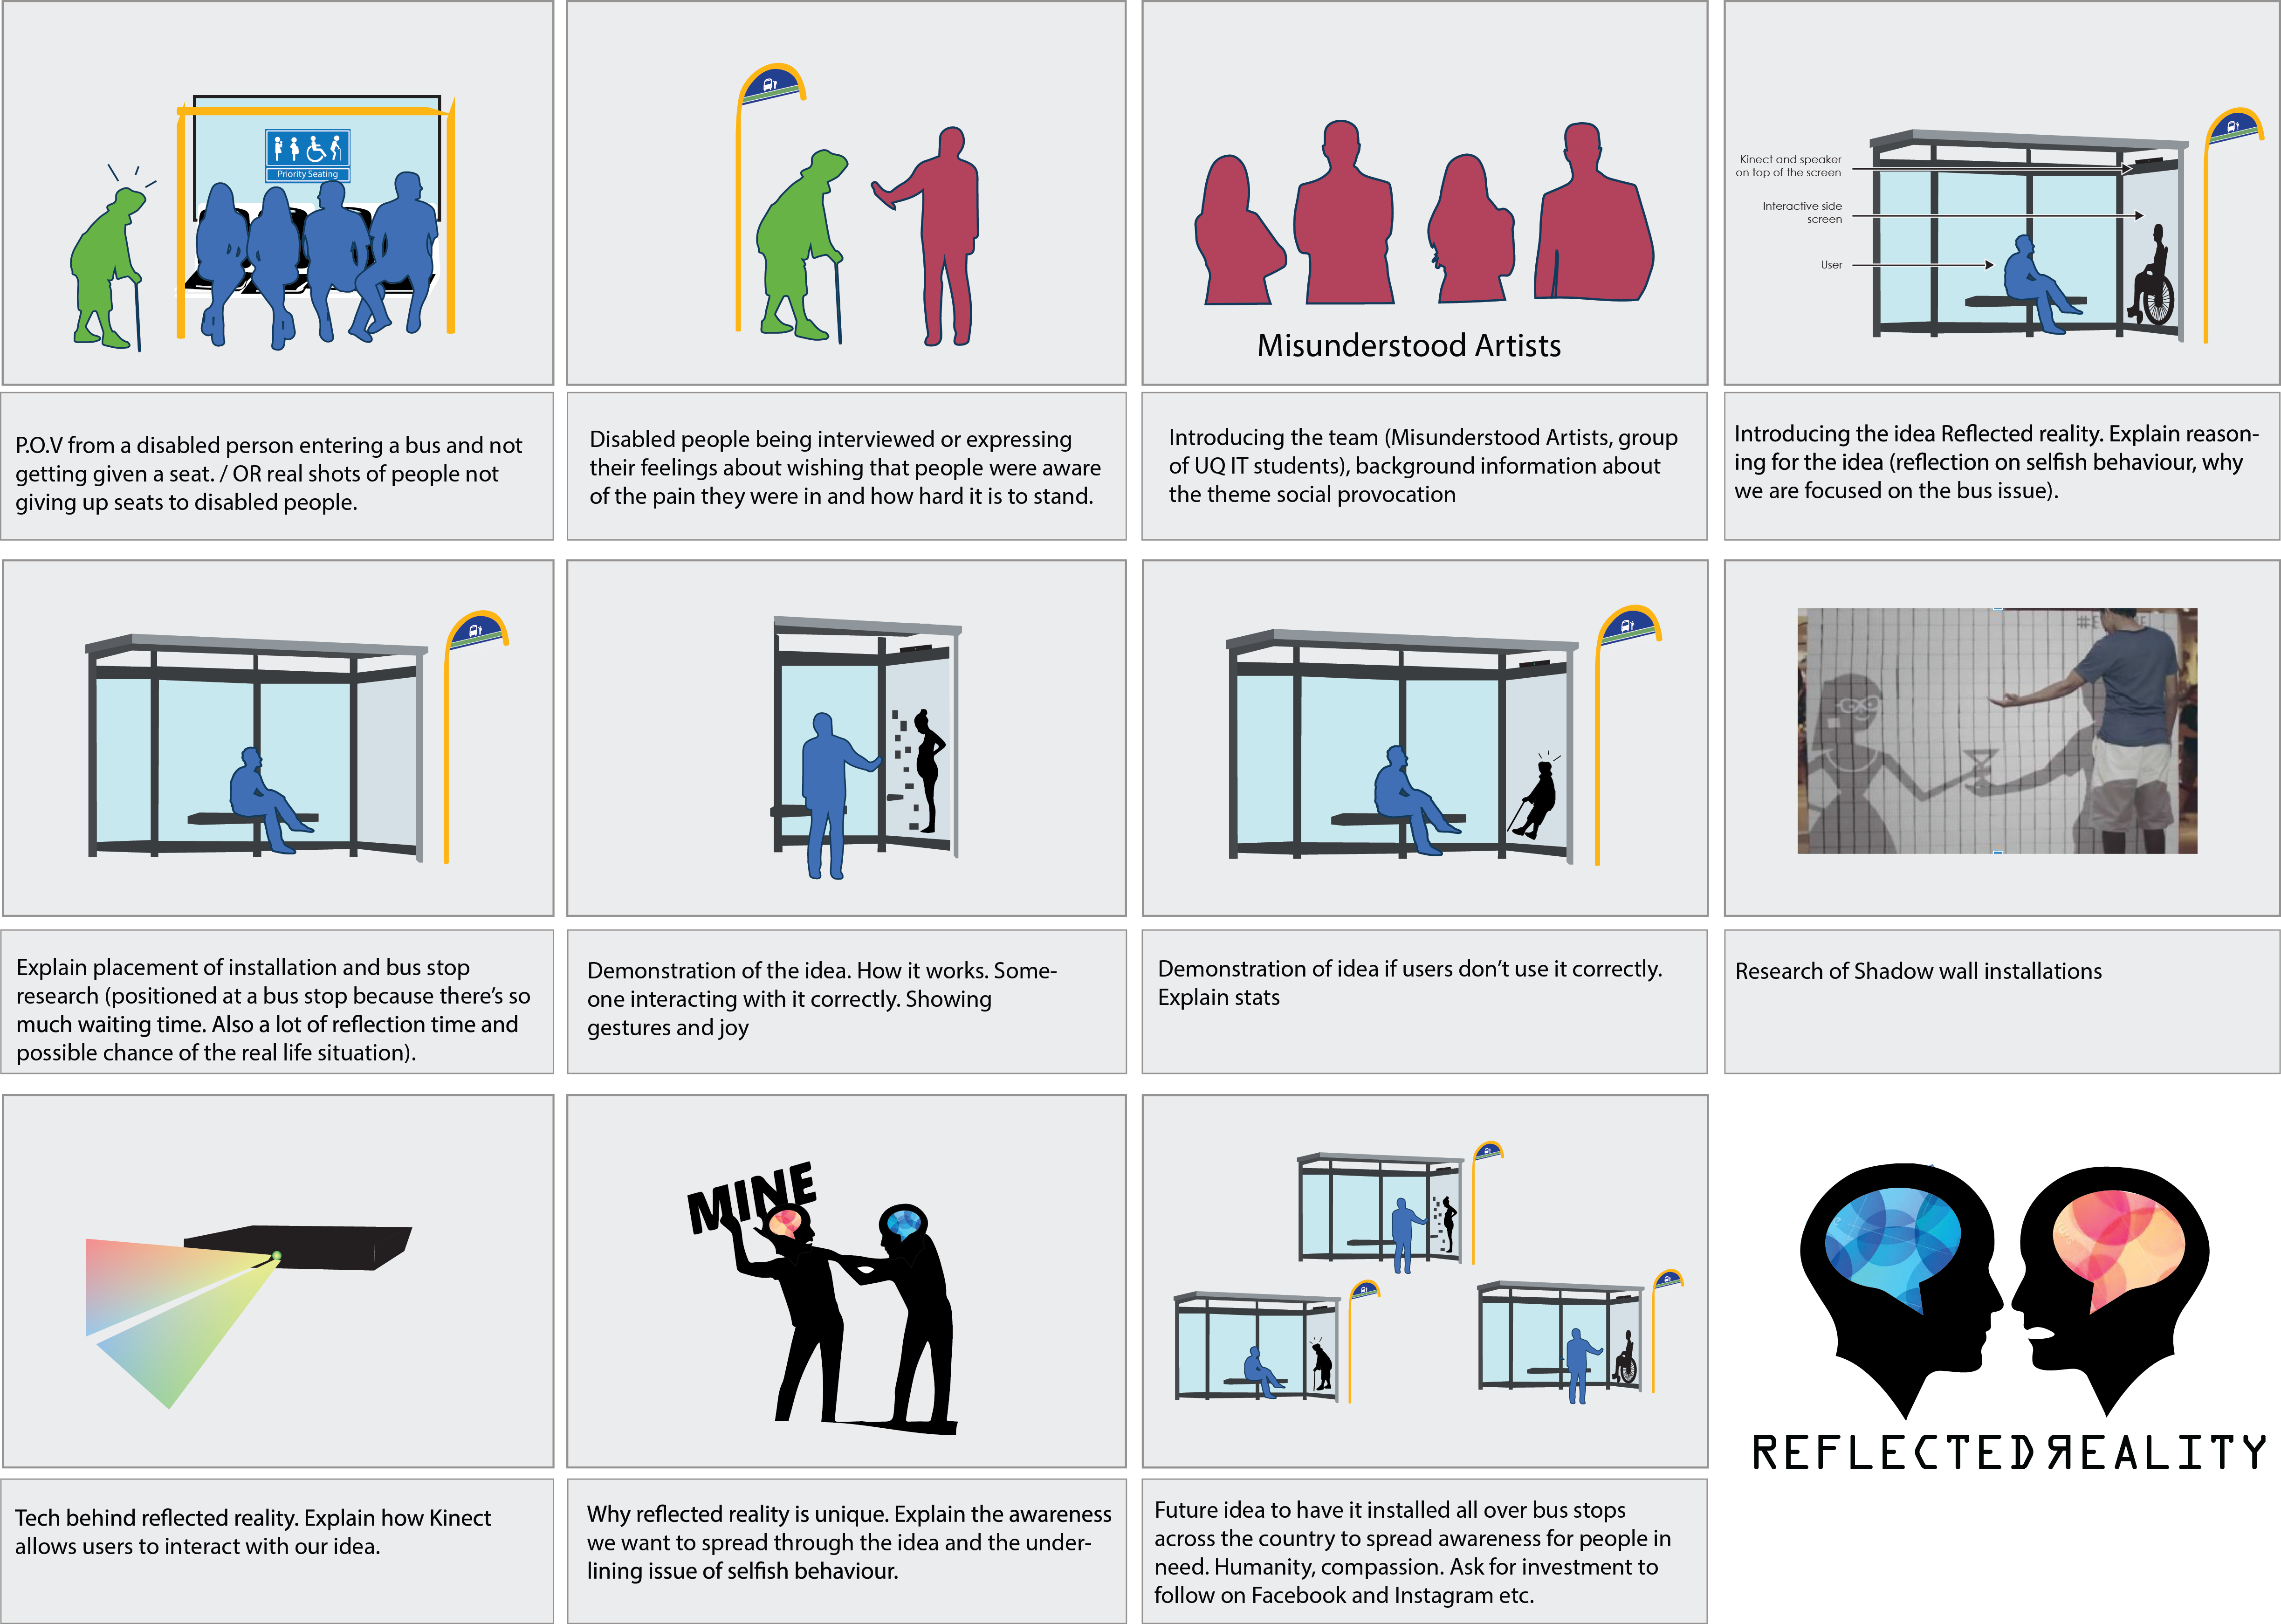 Priority Seating
Misunderstood Artists
Kinect and speaker
on top of the screen
Interactive side
screen
User
P.O.V from a disabled person entering a bus and not
getting given a seat. / OR real shots of people not
giving up seats to disabled people.
Disabled people being interviewed or expressing
their feelings about wishing that people were aware
of the pain they were in and how hard it is to stand.
Introducing the team (Misunderstood Artists, group
of UQ IT students), background information about
the theme social provocation
Introducing the idea Reflected reality. Explain reason-
ing for the idea (reflection on selfish behaviour, why
we are focused on the bus issue).
Explain placement of installation and bus stop
research (positioned at a bus stop because there's so
much waiting time. Also a lot of reflection time and
possible chance of the real life situation).
Demonstration of the idea. How it works. Some-
one interacting with it correctly. Showing
gestures and joy
Demonstration of idea if users don't use it correctly.
Explain stats
Research of Shadow wall installations
MINE
REFLECTEDЯEALITY
Tech behind reflected reality. Explain how Kinect
allows users to interact with our idea.
Why reflected reality is unique. Explain the awareness
we want to spread through the idea and the under-
lining issue of selfish behaviour.
Future idea to have it installed all over bus stops
across the country to spread awareness for people in
need. Humanity, compassion. Ask for investment to
follow on Facebook and Instagram etc.